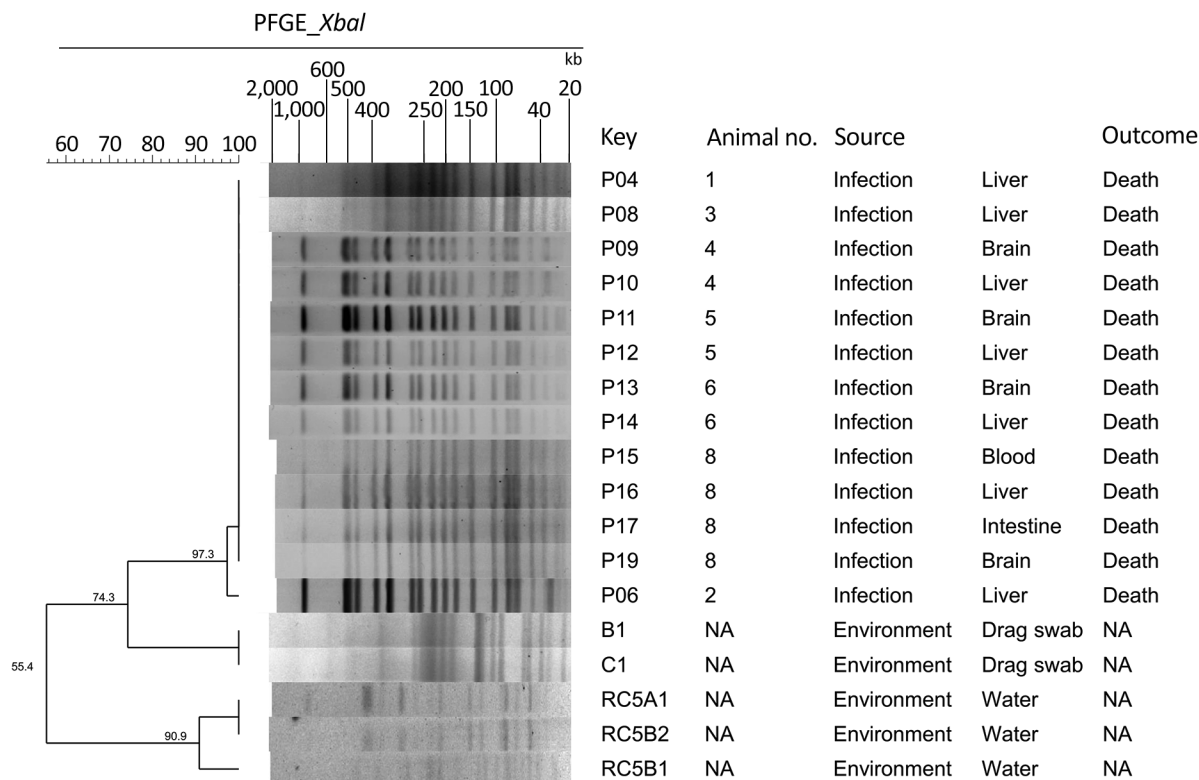 PFGE_XbaI
kb
600
2,000 500 200 100 20
1,000 400 250 150 40
60 70 80 90 100
Key Animal no. Source Outcome
P04 1 Infection Liver Death
P08 3 Infection Liver Death
P09 4 Infection Brain Death
P10 4 Infection Liver Death
P11 5 Infection Brain Death
P12 5 Infection Liver Death
P13 6 Infection Brain Death
P14 6 Infection Liver Death
P15 8 Infection Blood Death
P16 8 Infection Liver Death
P17 8 Infection Intestine Death
97.3
P19 8 Infection Brain Death
74.3
P06 2 Infection Liver Death
B1 NA Environment Drag swab NA
55.4
C1 NA Environment Drag swab NA
RC5A1 NA Environment Water NA
90.9
RC5B2 NA Environment Water NA
RC5B1 NA Environment Water NA